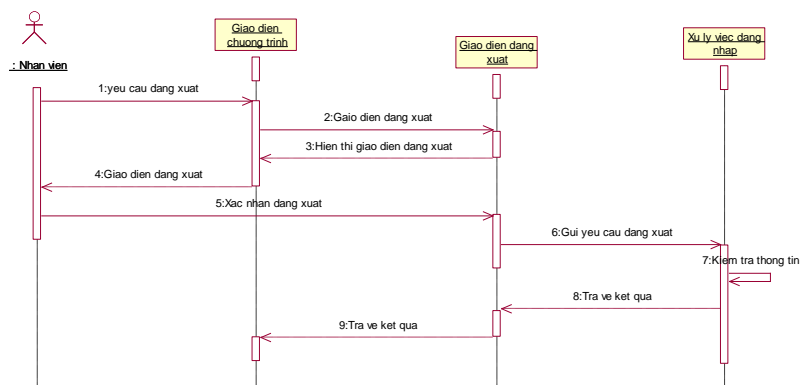 Giao dien
chuong trinh
Giao dien dang
xuat
Xu ly viec dang
nhap
: Nhan vien
1:yeu cau dang xuat
2:Gaio dien dang xuat
3:Hien thi giao dien dang xuat
4:Giao dien dang xuat
5:Xac nhan dang xuat
6:Gui yeu cau dang xuat
7:Kiem tra thong tin
8:Tra ve ket qua
9:Tra ve ket qua